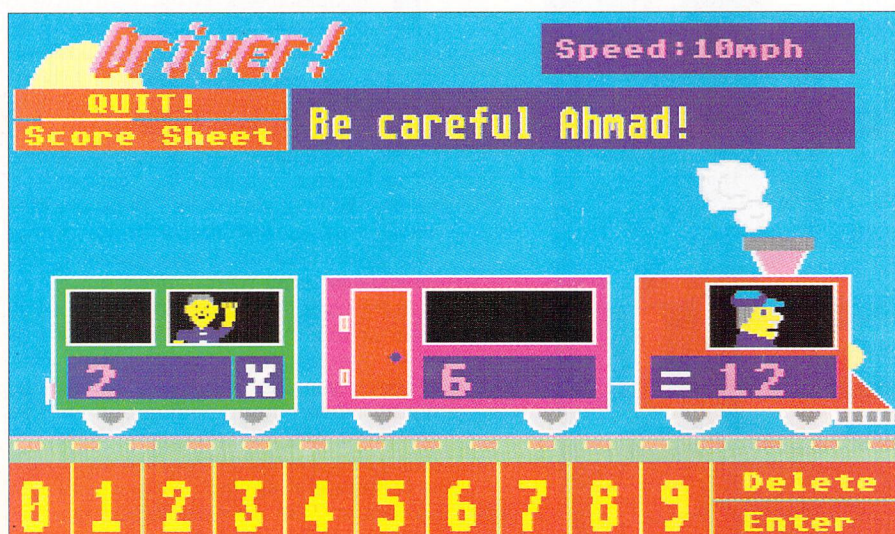 Driver!
Speed:10mph
QUIT!
Score Sheet
Be careful Ahmad!
2 X 6 = 12
0 1 2 3 4 5 6 7 8 9
Delete
Enter